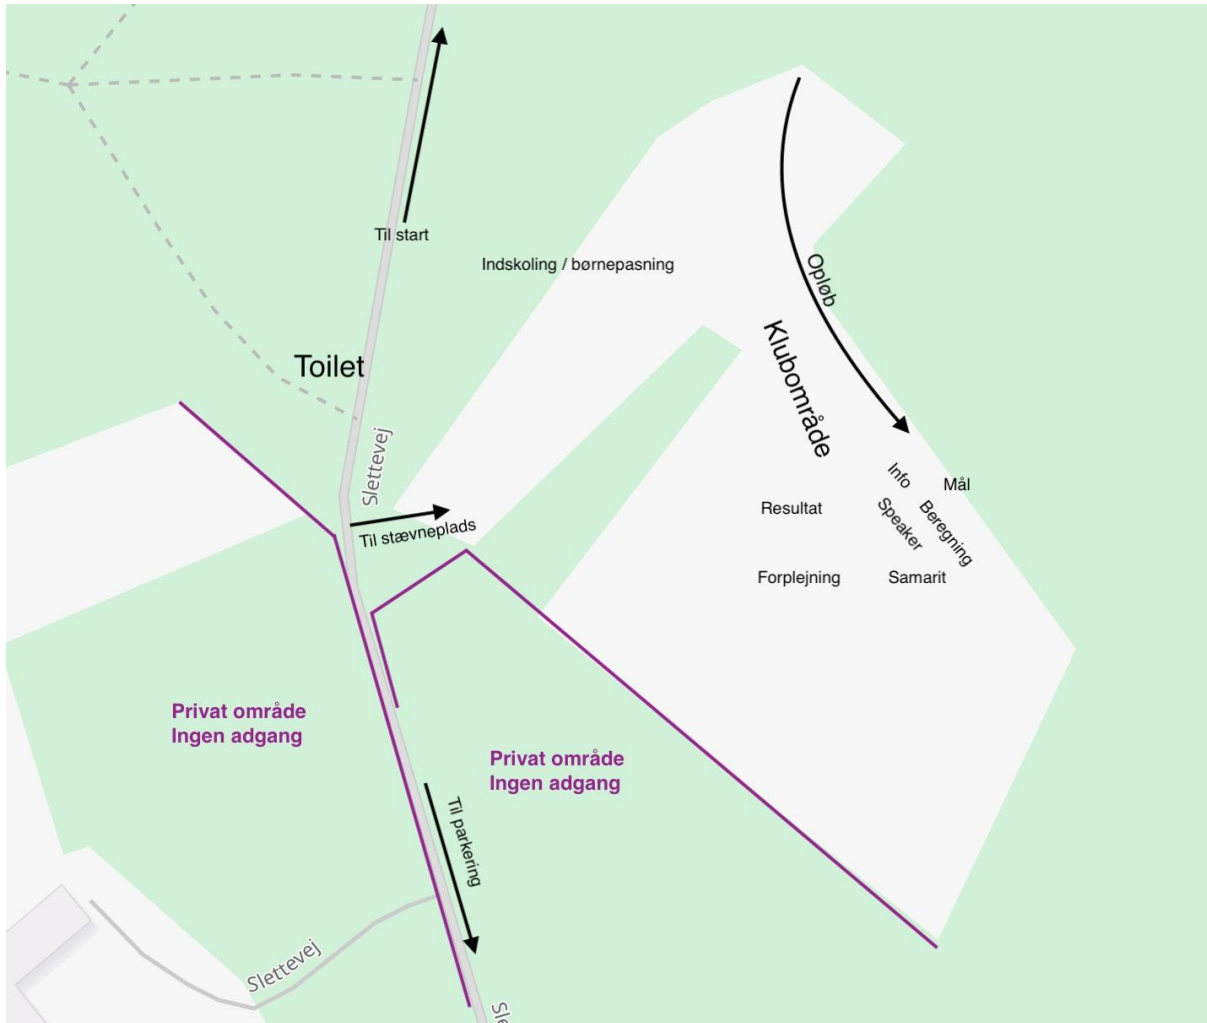 Til start
Indskoling / børnepasning
Opløb
Toilet
Klubområde
Slettevej
Info
Mål
Resultat
Speaker
Beregning
Til stævneplads
Forplejning
Samarit
Privat område
Ingen adgang
Privat område
Ingen adgang
Til parkering
Slettevej
Sle